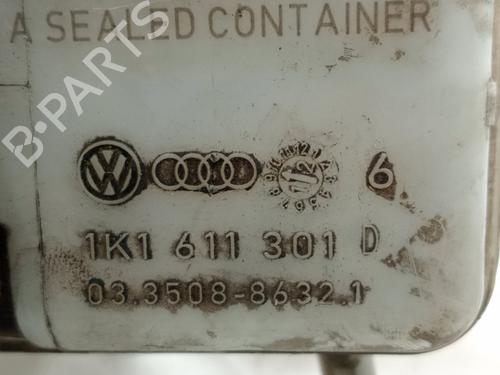 A SEALED CONTAINER
B-PARTS
6
1K1 611 301 D
03.3508-8632.1